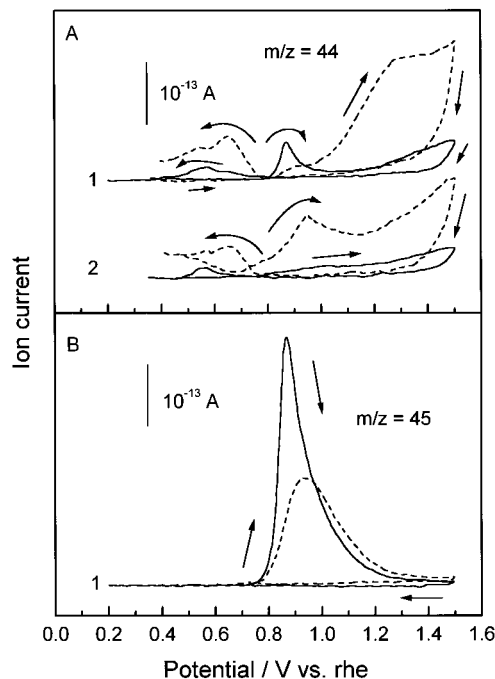 A
m/z = 44
10⁻¹³ A
1
2
B
10⁻¹³ A
m/z = 45
1
Ion current
0.0 0.2 0.4 0.6 0.8 1.0 1.2 1.4 1.6
Potential / V vs. rhe